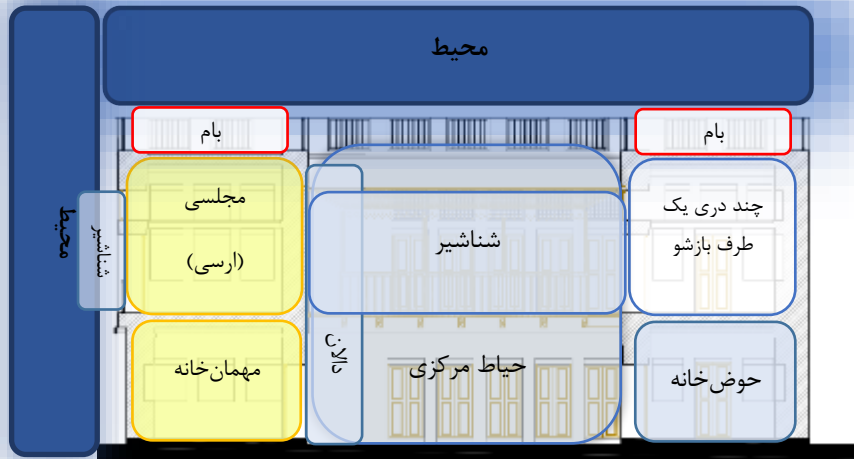 محیط
بام
بام
چند دری یک
طرف بازشو
شناشیر
مجلسی
(ارسی)
شناشیر
محیط
حوض‌خانه
حیاط مرکزی
دالان
مهمان‌خانه